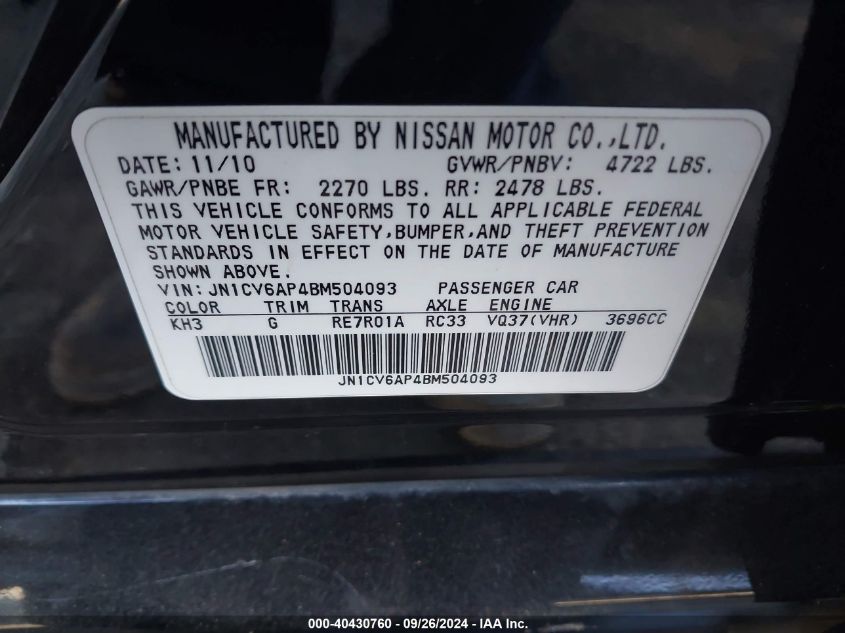 MANUFACTURED BY NISSAN MOTOR CO.,LTD.
DATE: 11/10 GVWR/PNBV: 4722 LBS.
GAWR/PNBE FR: 2270 LBS. RR: 2478 LBS.
THIS VEHICLE CONFORMS TO ALL APPLICABLE FEDERAL
MOTOR VEHICLE SAFETY,BUMPER,AND THEFT PREVENTION
STANDARDS IN EFFECT ON THE DATE OF MANUFACTURE
SHOWN ABOVE.
VIN: JN1CV6AP4BM504093 PASSENGER CAR
COLOR TRIM TRANS AXLE ENGINE
KH3 G RE7R01A RC33 VQ37(VHR) 3696CC
JN1CV6AP4BM504093
000-40430760 - 09/26/2024 - IAA, Inc.